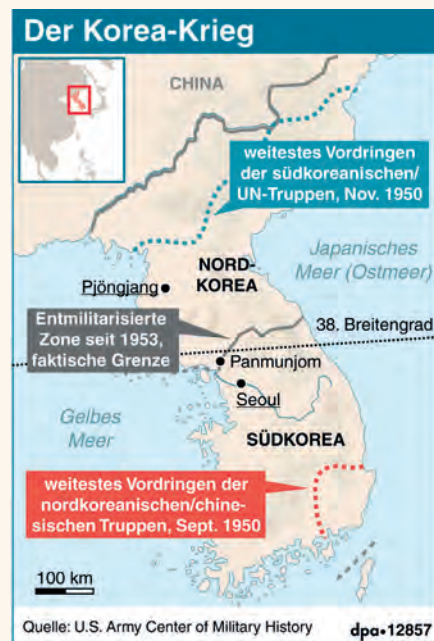 Der Korea-Krieg
CHINA
weitestes Vordringen
der südkoreanischen/
UN-Truppen, Nov. 1950
Japanisches
Meer (Ostmeer)
NORD-
KOREA
Pjöngjang
Entmilitarisierte
Zone seit 1953,
faktische Grenze
38. Breitengrad
Panmunjom
Seoul
Gelbes
Meer
SÜDKOREA
weitestes Vordringen der
nordkoreanischen/chine-
sischen Truppen, Sept. 1950
100 km
Quelle: U.S. Army Center of Military History
dpa•12857